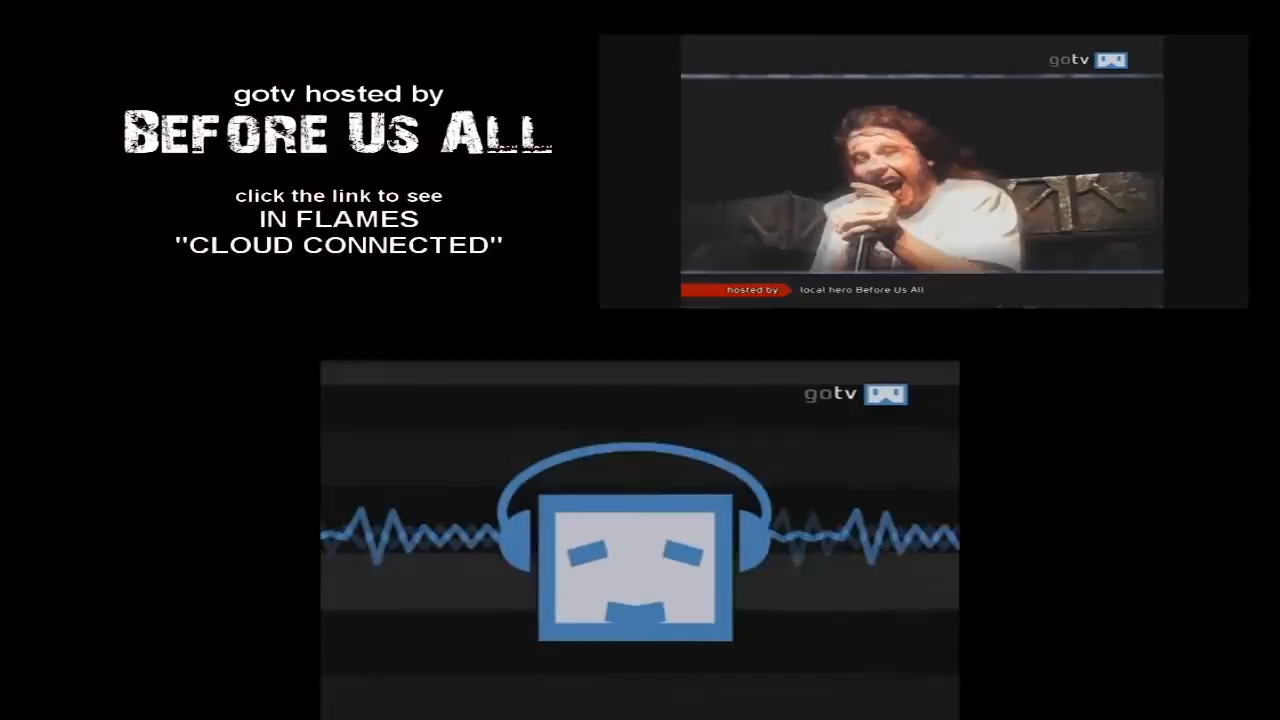 gotv hosted by
BEFORE US ALL
click the link to see
IN FLAMES
"CLOUD CONNECTED"
gotv
hosted by local hero Before Us All
gotv